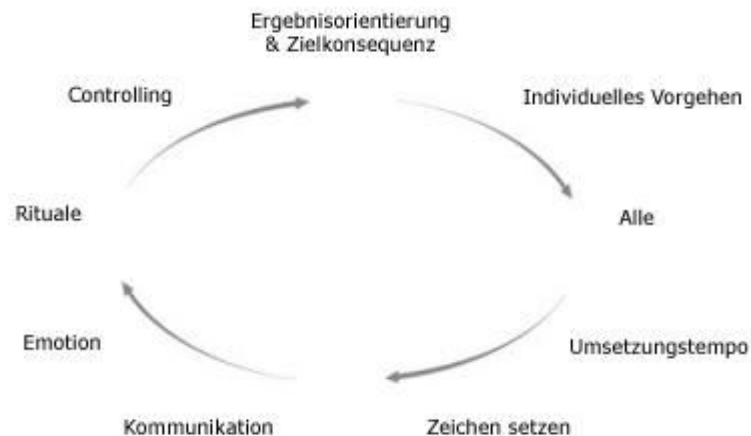 Ergebnisorientierung
& Zielkonsequenz
Controlling
Individuelles Vorgehen
Rituale
Alle
Emotion
Umsetzungstempo
Kommunikation
Zeichen setzen